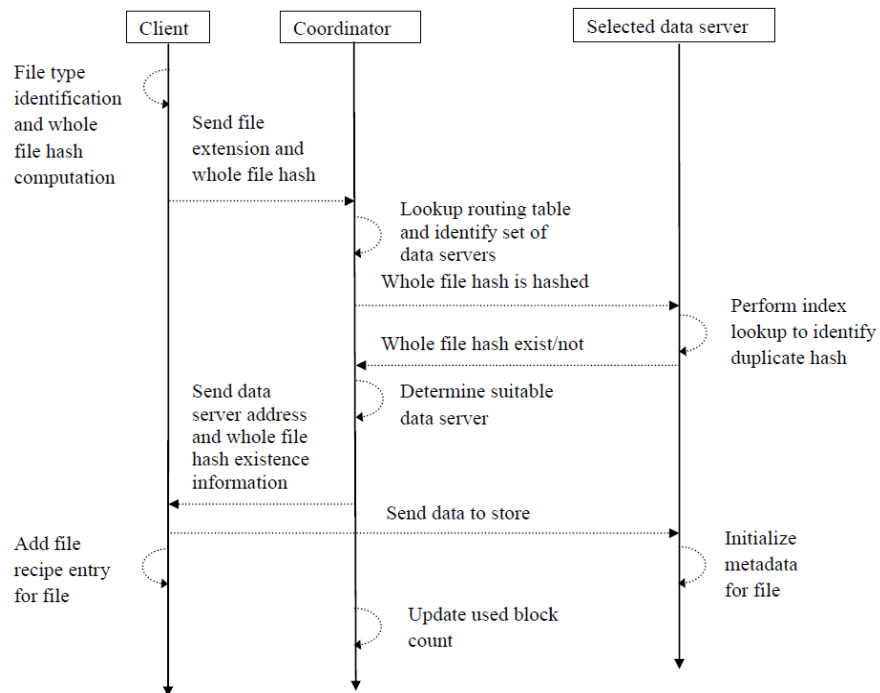 Client
Coordinator
Selected data server
File type
identification
and whole
file hash
computation
Send file
extension and
whole file hash
Lookup routing table
and identify set of
data servers
Whole file hash is hashed
Perform index
lookup to identify
duplicate hash
Whole file hash exist/not
Send data
server address
and whole file
hash existence
information
Determine suitable
data server
Send data to store
Add file
recipe entry
for file
Initialize
metadata
for file
Update used block
count